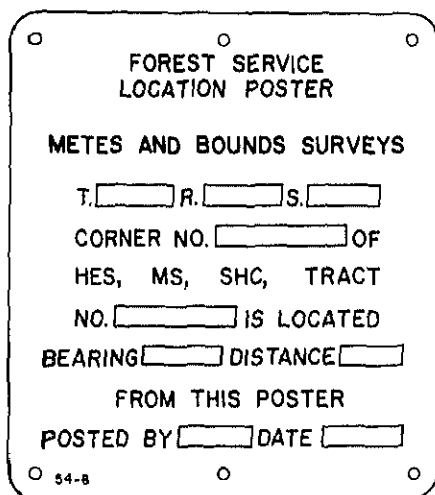 FOREST SERVICE
LOCATION POSTER
METES AND BOUNDS SURVEYS
T. R. S.
CORNER NO. OF
HES, MS, SHC, TRACT
NO. IS LOCATED
BEARING DISTANCE
FROM THIS POSTER
POSTED BY DATE
54-8